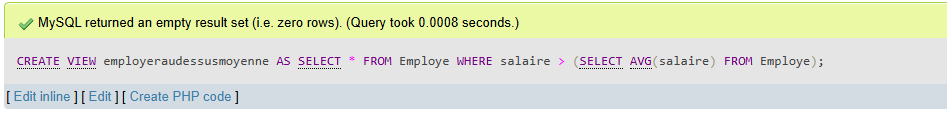 MySQL returned an empty result set (i.e. zero rows). (Query took 0.0008 seconds.)
CREATE VIEW employeraudessusmoyenne AS SELECT * FROM Employe WHERE salaire > (SELECT AVG(salaire) FROM Employe);
[ Edit inline ] [ Edit ] [ Create PHP code ]